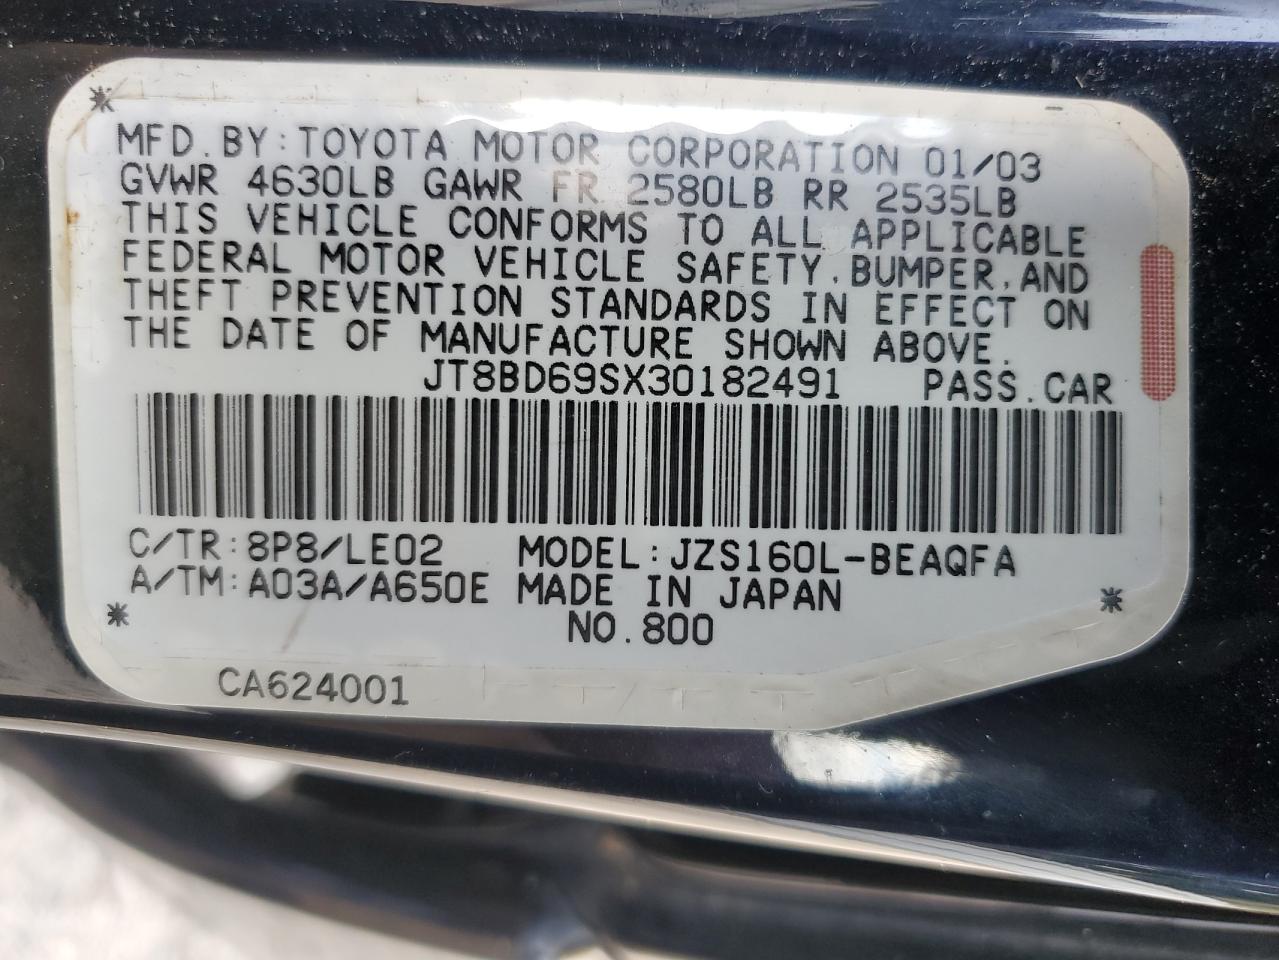 MFD. BY: TOYOTA MOTOR CORPORATION 01/03
GVWR 4630LB GAWR FR 2580LB RR 2535LB
THIS VEHICLE CONFORMS TO ALL APPLICABLE
FEDERAL MOTOR VEHICLE SAFETY, BUMPER, AND
THEFT PREVENTION STANDARDS IN EFFECT ON
THE DATE OF MANUFACTURE SHOWN ABOVE.
JT8BD69SX30182491 PASS. CAR
C/TR: 8P8/LE02 MODEL: JZS160L-BEAQFA
A/TM: A03A/A650E MADE IN JAPAN
NO. 800
CA624001